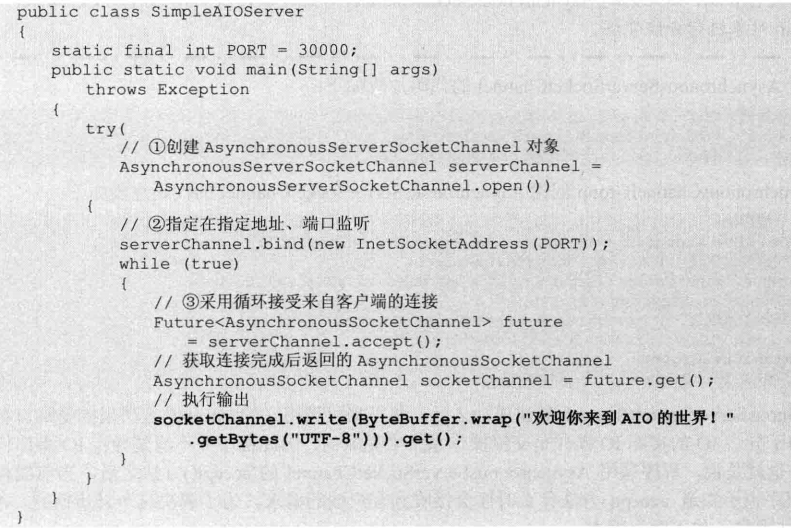 public class SimpleAIOServer
{
    static final int PORT = 30000;
    public static void main(String[] args)
        throws Exception
    {
        try(
            // ①创建 AsynchronousServerSocketChannel 对象
            AsynchronousServerSocketChannel serverChannel =
                AsynchronousServerSocketChannel.open())
        {
            // ②指定在指定地址、端口监听
            serverChannel.bind(new InetSocketAddress(PORT));
            while (true)
            {
                // ③采用循环接受来自客户端的连接
                Future<AsynchronousSocketChannel> future
                    = serverChannel.accept();
                // 获取连接完成后返回的 AsynchronousSocketChannel
                AsynchronousSocketChannel socketChannel = future.get();
                // 执行输出
                socketChannel.write(ByteBuffer.wrap("欢迎你来到 AIO 的世界！"
                    .getBytes("UTF-8"))).get();
            }
        }
    }
}